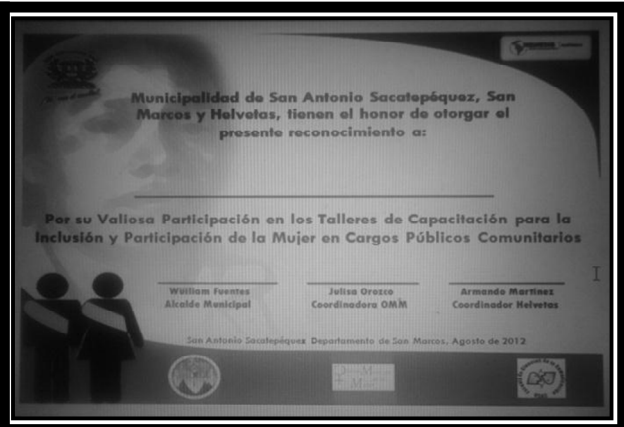 Municipalidad de San Antonio Sacatepéquez, San
Marcos y Helvetas, tienen el honor de otorgar el
presente reconocimiento a:
Por su Valiosa Participación en los Talleres de Capacitación para la
Inclusión y Participación de la Mujer en Cargos Públicos Comunitarios
William Fuentes
Alcalde Municipal
Julisa Orozco
Coordinadora OMM
Armando Martinez
Coordinador Helvetas
San Antonio Sacatepéquez Departamento de San Marcos, Agosto de 2012